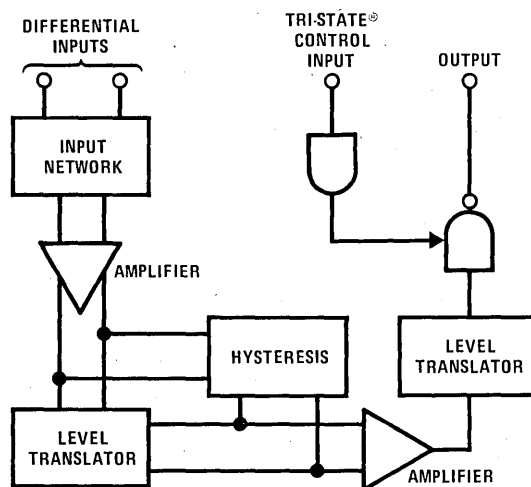 DIFFERENTIAL
INPUTS
TRI-STATE®
CONTROL
INPUT
OUTPUT
INPUT
NETWORK
AMPLIFIER
HYSTERESIS
LEVEL
TRANSLATOR
LEVEL
TRANSLATOR
AMPLIFIER